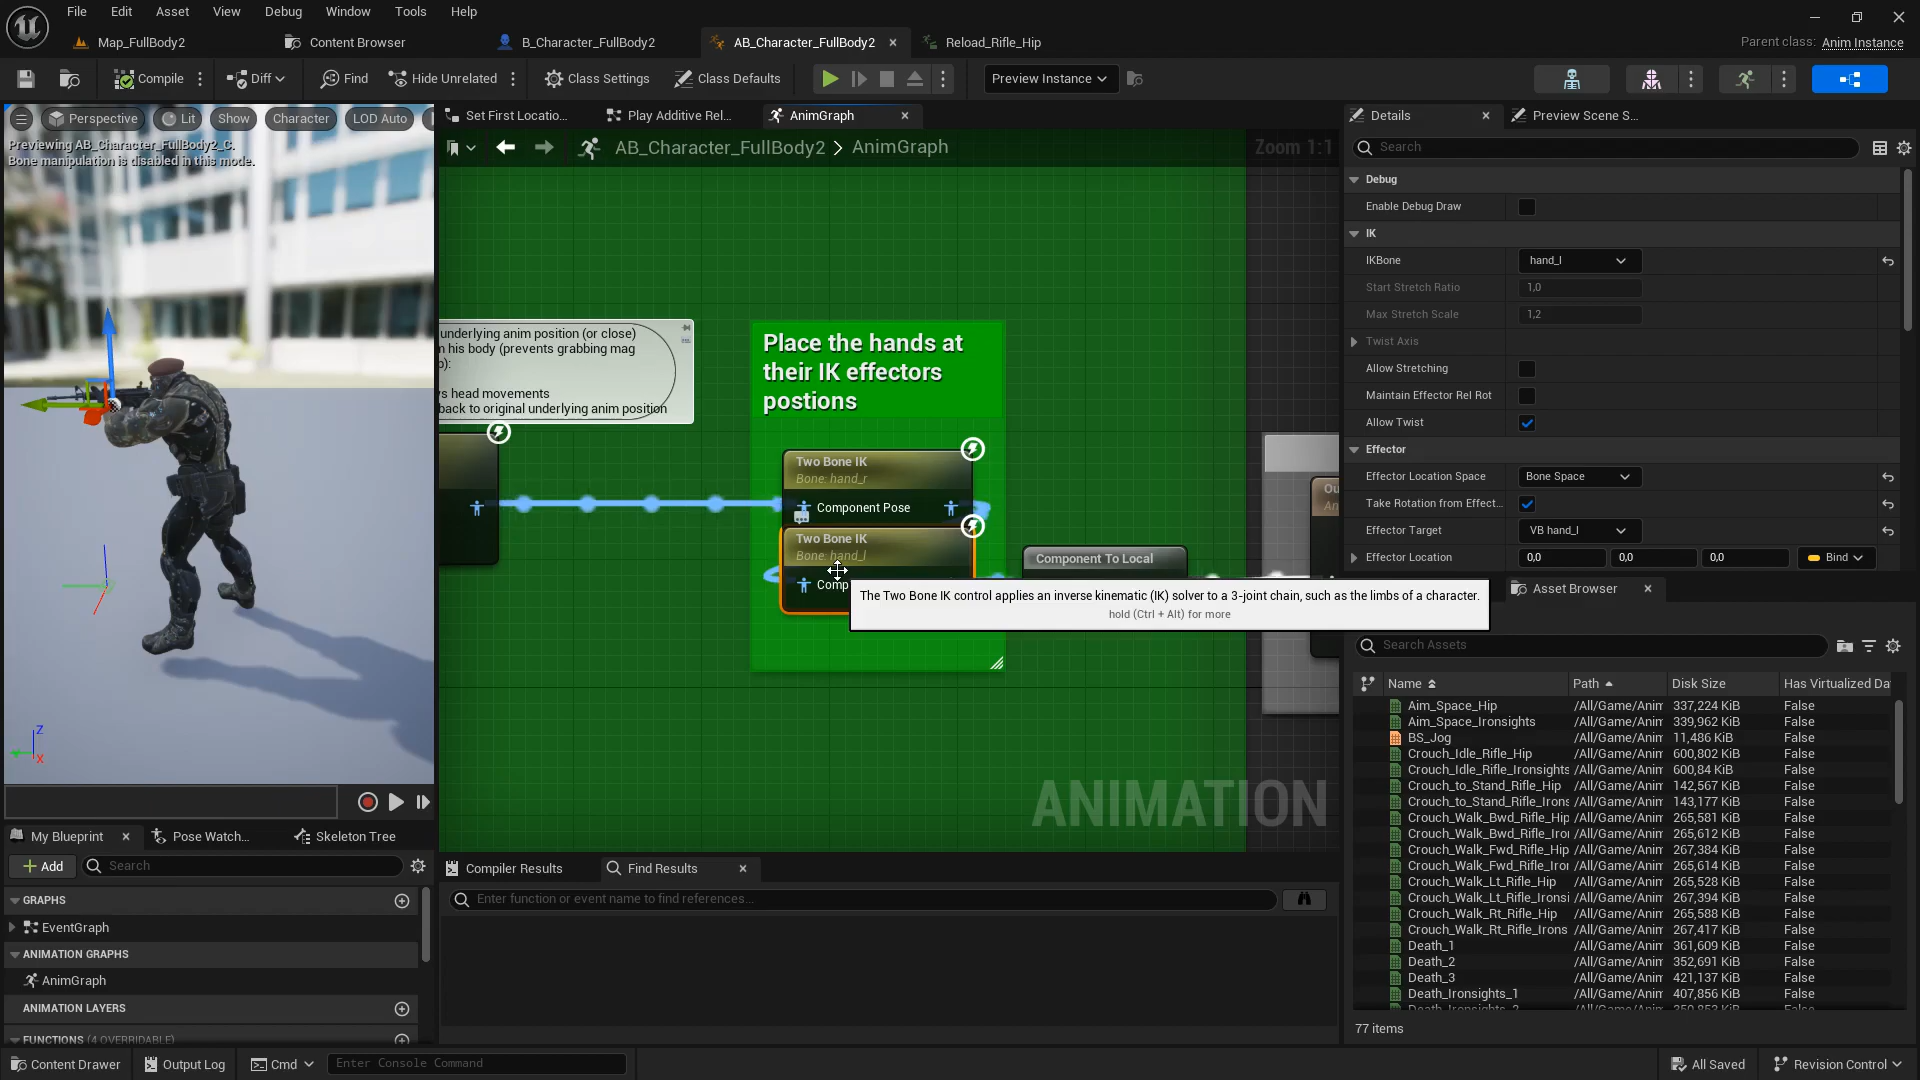 File Edit Asset View Debug Window Tools Help
Map_FullBody2 Content Browser B_Character_FullBody2 AB_Character_FullBody2 Reload_Rifle_Hip
Parent class: Anim Instance
Compile Diff Find Hide Unrelated Class Settings Class Defaults Preview Instance
Perspective Lit Show Character LOD Auto
Previewing AB_Character_FullBody2_C.
Bone manipulation is disabled in this mode.
Z
X
Set First Locatio... Play Additive Rel... AnimGraph
AB_Character_FullBody2 > AnimGraph
Zoom 1:1
underlying anim position (or close)
his body (prevents grabbing mag
head movements
back to original underlying anim position
Place the hands at
their IK effectors
postions
Two Bone IK
Bone: hand_r
Component Pose
Two Bone IK
Bone: hand_l
Component To Local
The Two Bone IK control applies an inverse kinematic (IK) solver to a 3-joint chain, such as the limbs of a character.
hold (Ctrl + Alt) for more
ANIMATION
Details Preview Scene S...
Search
Debug
Enable Debug Draw
IK
IKBone hand_l
Start Stretch Ratio 1,0
Max Stretch Scale 1,2
Twist Axis
Allow Stretching
Maintain Effector Rel Rot
Allow Twist
Effector
Effector Location Space Bone Space
Take Rotation from Effect...
Effector Target VB hand_l
Effector Location 0,0 0,0 0,0 Bind
Asset Browser
Search Assets
Name Path Disk Size Has Virtualized Da
Aim_Space_Hip /All/Game/Anim 337,224 KiB False
Aim_Space_Ironsights /All/Game/Anim 339,962 KiB False
BS_Jog /All/Game/Anim 11,486 KiB False
Crouch_Idle_Rifle_Hip /All/Game/Anim 600,802 KiB False
Crouch_Idle_Rifle_Ironsights /All/Game/Anim 600,84 KiB False
Crouch_to_Stand_Rifle_Hip /All/Game/Anim 142,567 KiB False
Crouch_to_Stand_Rifle_Irons /All/Game/Anim 143,177 KiB False
Crouch_Walk_Bwd_Rifle_Hip /All/Game/Anim 265,581 KiB False
Crouch_Walk_Bwd_Rifle_Iro /All/Game/Anim 265,612 KiB False
Crouch_Walk_Fwd_Rifle_Hip /All/Game/Anim 267,384 KiB False
Crouch_Walk_Fwd_Rifle_Iro /All/Game/Anim 265,614 KiB False
Crouch_Walk_Lt_Rifle_Hip /All/Game/Anim 265,528 KiB False
Crouch_Walk_Lt_Rifle_Ironsi /All/Game/Anim 267,394 KiB False
Crouch_Walk_Rt_Rifle_Hip /All/Game/Anim 265,588 KiB False
Crouch_Walk_Rt_Rifle_Irons /All/Game/Anim 267,417 KiB False
Death_1 /All/Game/Anim 361,609 KiB False
Death_2 /All/Game/Anim 352,691 KiB False
Death_3 /All/Game/Anim 421,137 KiB False
Death_Ironsights_1 /All/Game/Anim 407,856 KiB False
77 items
My Blueprint Pose Watch... Skeleton Tree
Add Search
GRAPHS
EventGraph
ANIMATION GRAPHS
AnimGraph
ANIMATION LAYERS
FUNCTIONS (4 OVERRIDABLE)
Compiler Results Find Results
Enter function or event name to find references...
Content Drawer Output Log Cmd Enter Console Command All Saved Revision Control